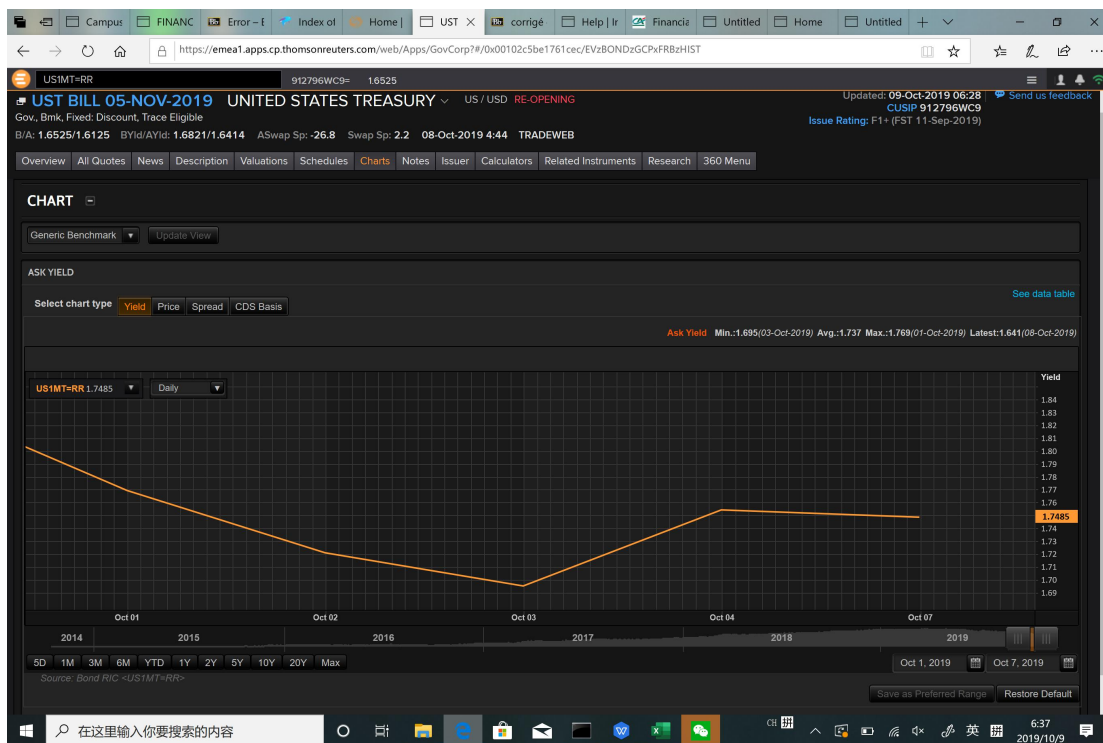 Campus FINANC Error – E Index of Home | UST corrigé Help | Ir Financia Untitled Home Untitled
https://emea1.apps.cp.thomsonreuters.com/web/Apps/GovCorp?#/0x00102c5be1761cec/EVzBONDzGCPxFRBzHIST
US1MT=RR 912796WC9= 1.6525
UST BILL 05-NOV-2019 UNITED STATES TREASURY US / USD RE-OPENING Updated: 09-Oct-2019 06:28 Send us feedback
CUSIP 912796WC9
Gov., Bmk, Fixed: Discount, Trace Eligible Issue Rating: F1+ (FST 11-Sep-2019)
B/A: 1.6525/1.6125 BYld/AYld: 1.6821/1.6414 ASwap Sp: -26.8 Swap Sp: 2.2 08-Oct-2019 4:44 TRADEWEB
Overview All Quotes News Description Valuations Schedules Charts Notes Issuer Calculators Related Instruments Research 360 Menu
CHART
Generic Benchmark Update View
ASK YIELD
See data table
Select chart type Yield Price Spread CDS Basis
Ask Yield Min.:1.695(03-Oct-2019) Avg.:1.737 Max.:1.769(01-Oct-2019) Latest:1.641(08-Oct-2019)
Yield
US1MT=RR 1.7485 Daily
1.84
1.83
1.82
1.81
1.80
1.79
1.78
1.77
1.76
1.7485
1.74
1.73
1.72
1.71
1.70
1.69
Oct 01 Oct 02 Oct 03 Oct 04 Oct 07
2014 2015 2016 2017 2018 2019
5D 1M 3M 6M YTD 1Y 2Y 5Y 10Y 20Y Max Oct 1, 2019 Oct 7, 2019
Source: Bond RIC <US1MT=RR>
Save as Preferred Range Restore Default
在这里输入你要搜索的内容 CH 拼 英 拼 6:37
2019/10/9